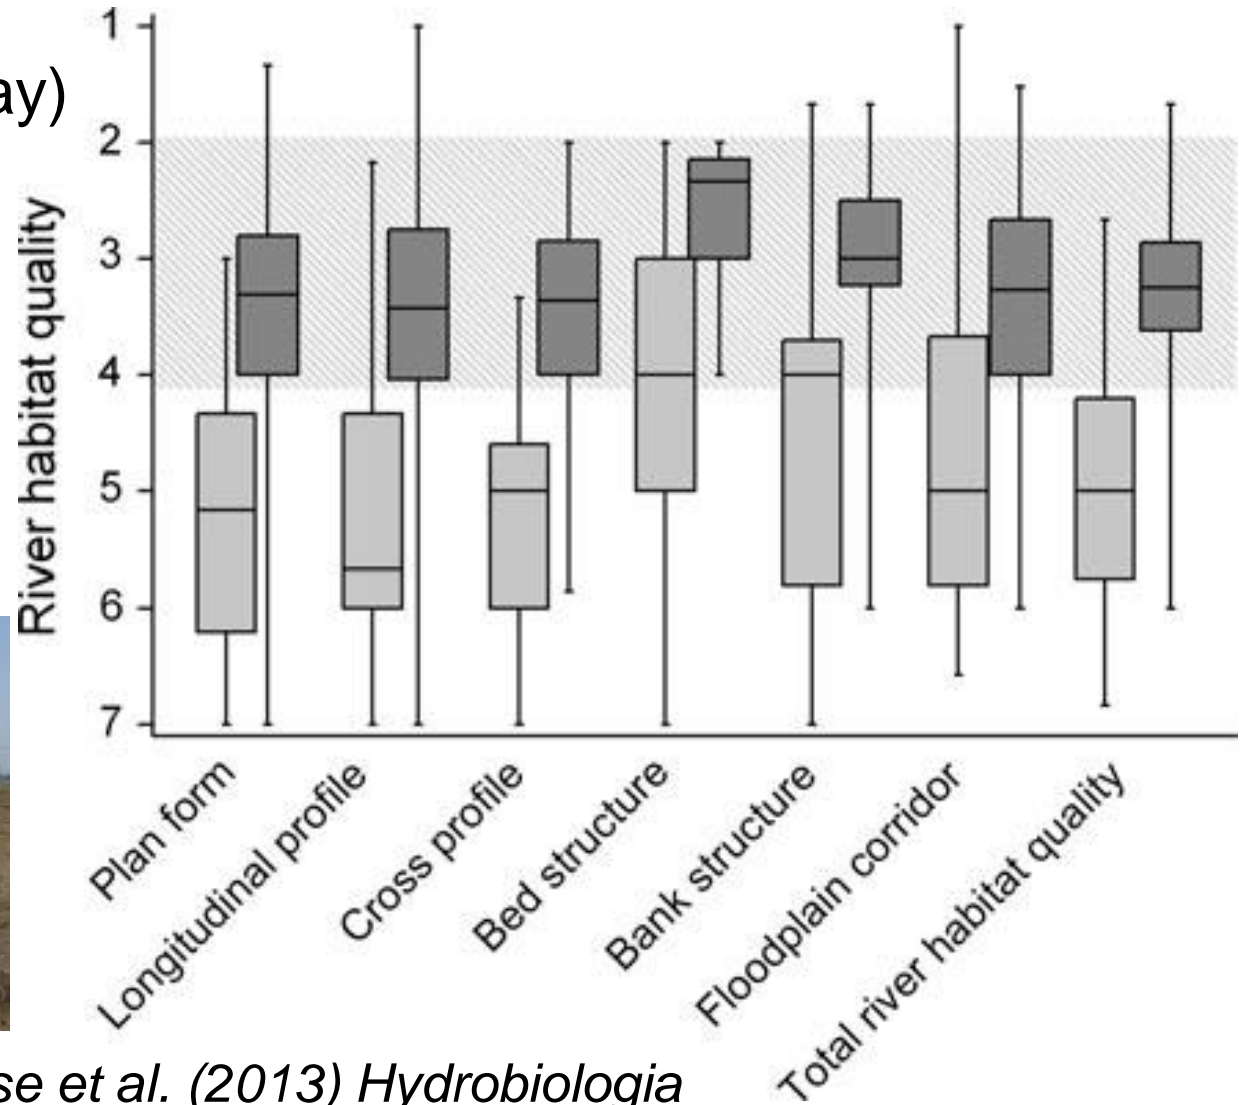 ay)
River habitat quality
1
2
3
4
5
6
7
Plan form
Longitudinal profile
Cross profile
Bed structure
Bank structure
Floodplain corridor
Total river habitat quality
se et al. (2013) Hydrobiologia